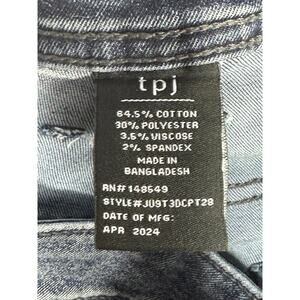 tpj
64.5% COTTON
30% POLYESTER
3.5% VISCOSE
2% SPANDEX
MADE IN
BANGLADESH
RN# 148549
STYLE#JU9T3DCPT28
DATE OF MFG:
APR 2024